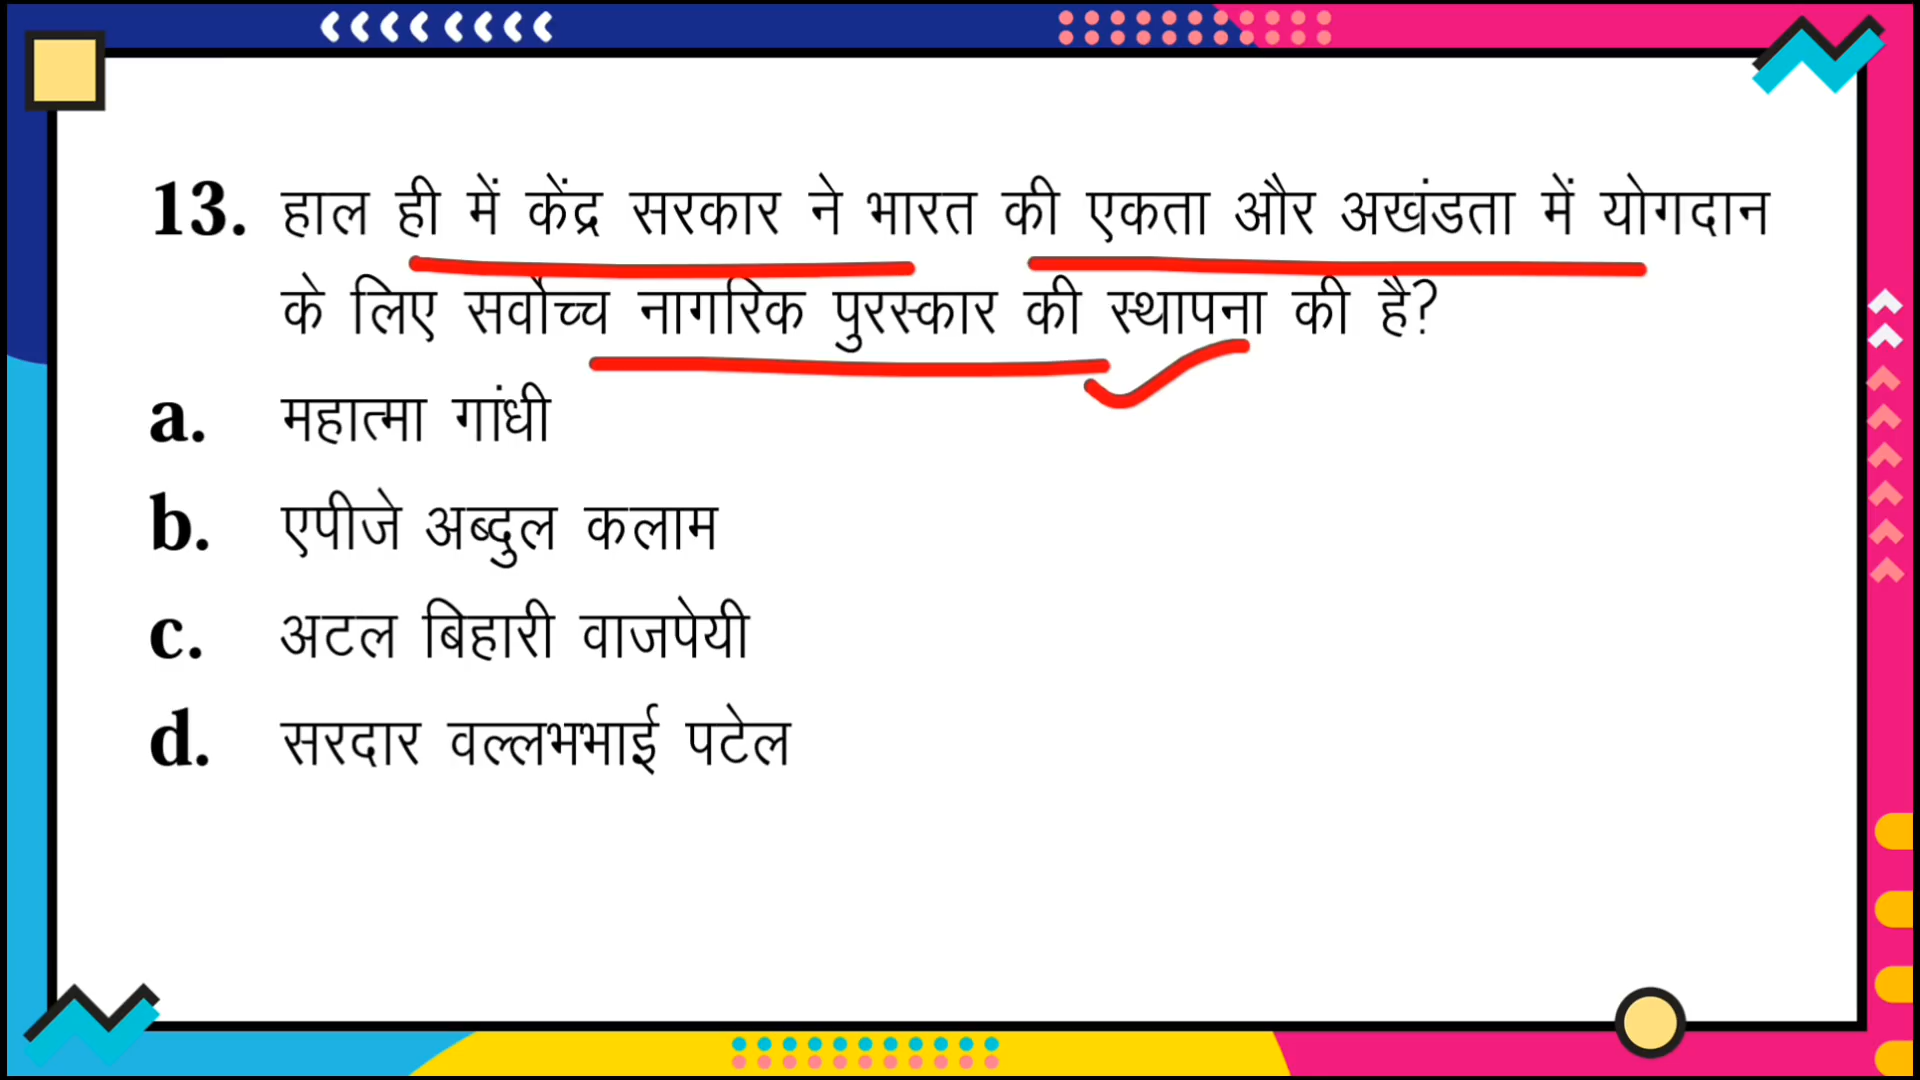 13. हाल ही में केंद्र सरकार ने भारत की एकता और अखंडता में योगदान
के लिए सर्वोच्च नागरिक पुरस्कार की स्थापना की है?
a. महात्मा गांधी
b. एपीजे अब्दुल कलाम
c. अटल बिहारी वाजपेयी
d. सरदार वल्लभभाई पटेल